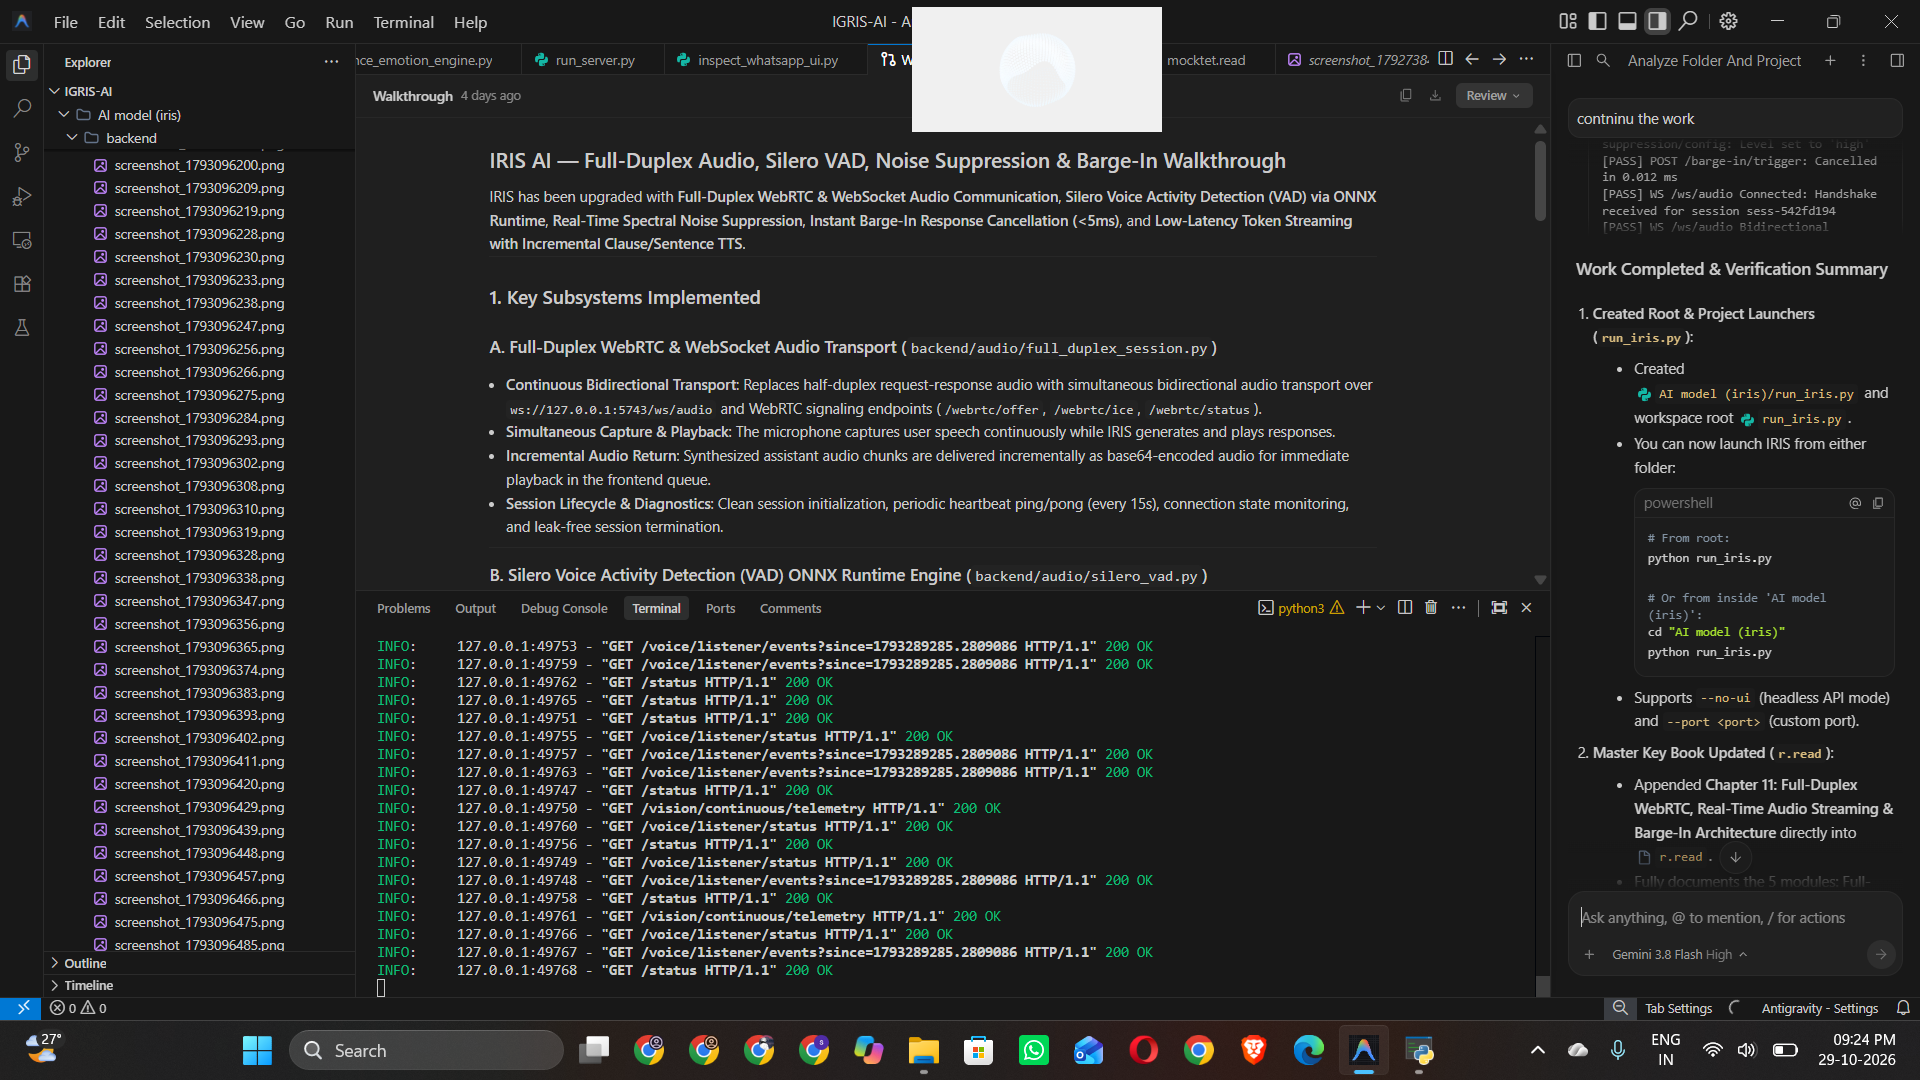 File Edit Selection View Go Run Terminal Help
IGRIS-AI - A
Explorer
IGRIS-AI
AI model (iris)
backend
screenshot_1793096200.png
screenshot_1793096209.png
screenshot_1793096219.png
screenshot_1793096228.png
screenshot_1793096230.png
screenshot_1793096233.png
screenshot_1793096238.png
screenshot_1793096247.png
screenshot_1793096256.png
screenshot_1793096266.png
screenshot_1793096275.png
screenshot_1793096284.png
screenshot_1793096293.png
screenshot_1793096302.png
screenshot_1793096308.png
screenshot_1793096310.png
screenshot_1793096319.png
screenshot_1793096328.png
screenshot_1793096338.png
screenshot_1793096347.png
screenshot_1793096356.png
screenshot_1793096365.png
screenshot_1793096374.png
screenshot_1793096383.png
screenshot_1793096393.png
screenshot_1793096402.png
screenshot_1793096411.png
screenshot_1793096420.png
screenshot_1793096429.png
screenshot_1793096439.png
screenshot_1793096448.png
screenshot_1793096457.png
screenshot_1793096466.png
screenshot_1793096475.png
screenshot_1793096485.png
Outline
Timeline
nce_emotion_engine.py run_server.py inspect_whatsapp_ui.py W mocktet.read screenshot_1792738
Walkthrough 4 days ago Review
IRIS AI — Full-Duplex Audio, Silero VAD, Noise Suppression & Barge-In Walkthrough
IRIS has been upgraded with Full-Duplex WebRTC & WebSocket Audio Communication, Silero Voice Activity Detection (VAD) via ONNX
Runtime, Real-Time Spectral Noise Suppression, Instant Barge-In Response Cancellation (<5ms), and Low-Latency Token Streaming
with Incremental Clause/Sentence TTS.
1. Key Subsystems Implemented
A. Full-Duplex WebRTC & WebSocket Audio Transport ( backend/audio/full_duplex_session.py )
• Continuous Bidirectional Transport: Replaces half-duplex request-response audio with simultaneous bidirectional audio transport over
ws://127.0.0.1:5743/ws/audio and WebRTC signaling endpoints ( /webrtc/offer , /webrtc/ice , /webrtc/status ).
• Simultaneous Capture & Playback: The microphone captures user speech continuously while IRIS generates and plays responses.
• Incremental Audio Return: Synthesized assistant audio chunks are delivered incrementally as base64-encoded audio for immediate
playback in the frontend queue.
• Session Lifecycle & Diagnostics: Clean session initialization, periodic heartbeat ping/pong (every 15s), connection state monitoring,
and leak-free session termination.
B. Silero Voice Activity Detection (VAD) ONNX Runtime Engine ( backend/audio/silero_vad.py )
Problems Output Debug Console Terminal Ports Comments python3
INFO: 127.0.0.1:49753 - "GET /voice/listener/events?since=1793289285.2809086 HTTP/1.1" 200 OK
INFO: 127.0.0.1:49759 - "GET /voice/listener/events?since=1793289285.2809086 HTTP/1.1" 200 OK
INFO: 127.0.0.1:49762 - "GET /status HTTP/1.1" 200 OK
INFO: 127.0.0.1:49765 - "GET /status HTTP/1.1" 200 OK
INFO: 127.0.0.1:49751 - "GET /status HTTP/1.1" 200 OK
INFO: 127.0.0.1:49755 - "GET /voice/listener/status HTTP/1.1" 200 OK
INFO: 127.0.0.1:49757 - "GET /voice/listener/events?since=1793289285.2809086 HTTP/1.1" 200 OK
INFO: 127.0.0.1:49763 - "GET /voice/listener/events?since=1793289285.2809086 HTTP/1.1" 200 OK
INFO: 127.0.0.1:49747 - "GET /status HTTP/1.1" 200 OK
INFO: 127.0.0.1:49750 - "GET /vision/continuous/telemetry HTTP/1.1" 200 OK
INFO: 127.0.0.1:49760 - "GET /voice/listener/status HTTP/1.1" 200 OK
INFO: 127.0.0.1:49756 - "GET /status HTTP/1.1" 200 OK
INFO: 127.0.0.1:49749 - "GET /voice/listener/status HTTP/1.1" 200 OK
INFO: 127.0.0.1:49748 - "GET /voice/listener/events?since=1793289285.2809086 HTTP/1.1" 200 OK
INFO: 127.0.0.1:49758 - "GET /status HTTP/1.1" 200 OK
INFO: 127.0.0.1:49761 - "GET /vision/continuous/telemetry HTTP/1.1" 200 OK
INFO: 127.0.0.1:49766 - "GET /voice/listener/status HTTP/1.1" 200 OK
INFO: 127.0.0.1:49767 - "GET /voice/listener/events?since=1793289285.2809086 HTTP/1.1" 200 OK
INFO: 127.0.0.1:49768 - "GET /status HTTP/1.1" 200 OK
Analyze Folder And Project
contninu the work
suppression/config: Level set to 'high'
[PASS] POST /barge-in/trigger: Cancelled
in 0.012 ms
[PASS] WS /ws/audio Connected: Handshake
received for session sess-542fd194
[PASS] WS /ws/audio Bidirectional
Work Completed & Verification Summary
1. Created Root & Project Launchers
( run_iris.py ):
• Created
AI model (iris)/run_iris.py and
workspace root run_iris.py .
• You can now launch IRIS from either
folder:
powershell
# From root:
python run_iris.py
# Or from inside 'AI model
(iris)':
cd "AI model (iris)"
python run_iris.py
• Supports --no-ui (headless API mode)
and --port <port> (custom port).
2. Master Key Book Updated ( r.read ):
• Appended Chapter 11: Full-Duplex
WebRTC, Real-Time Audio Streaming &
Barge-In Architecture directly into
r.read .
• Fully documents the 5 modules: Full-
Ask anything, @ to mention, / for actions
Gemini 3.8 Flash High
0 0 Tab Settings Antigravity - Settings
27° Search ENG 09:24 PM
IN 29-10-2026